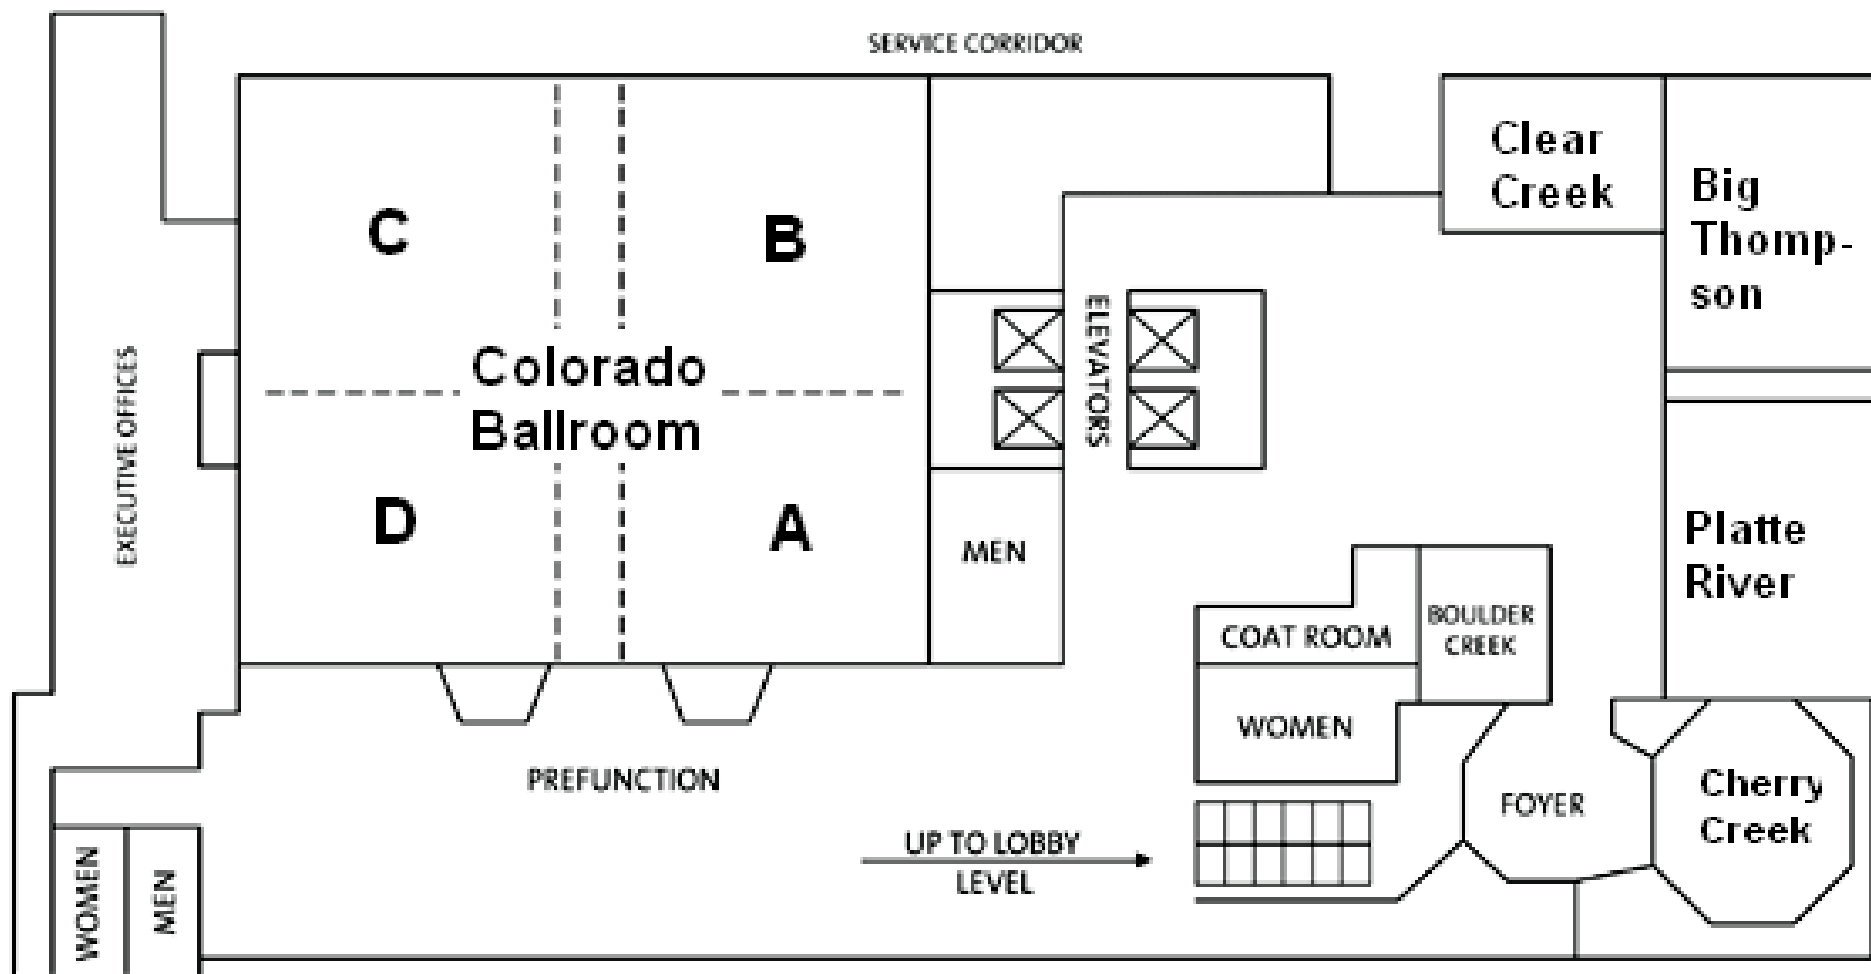 SERVICE CORRIDOR
Clear
Creek
Big
Thomp-
son
C
B
EXECUTIVE OFFICES
Colorado
Ballroom
ELEVATORS
D
A
MEN
Platte
River
COAT ROOM
BOULDER
CREEK
WOMEN
PREFUNCTION
FOYER
Cherry
Creek
UP TO LOBBY
LEVEL
WOMEN
MEN